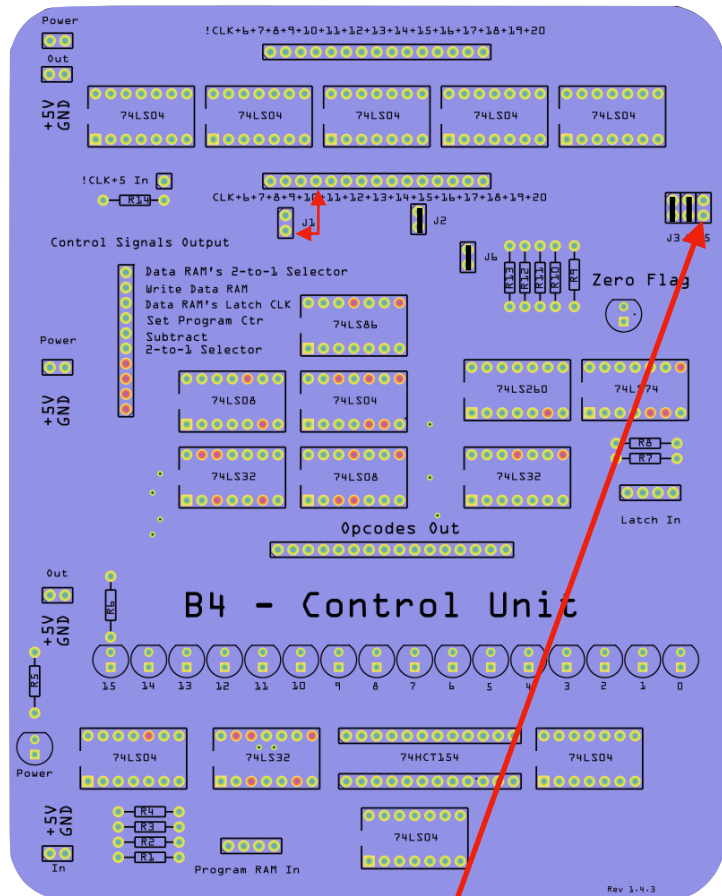 Power
!CLK+6+7+8+9+10+11+12+13+14+15+16+17+18+19+20
Out
+5V
GND
74LS04
74LS04
74LS04
74LS04
74LS04
!CLK+5 In
R14
CLK+6+7+8+9+10+11+12+13+14+15+16+17+18+19+20
J1
J2
J3
Control Signals Output
J6
R13
R12
R11
R10
R9
Zero Flag
Data RAM's 2-to-1 Selector
Write Data RAM
Data RAM's Latch CLK
Set Program Ctr
Subtract
2-to-1 Selector
74LS86
Power
+5V
GND
74LS08
74LS04
74LS260
74LS74
R8
R7
74LS32
74LS08
74LS32
Latch In
Opcodes Out
Out
+5V
GND
R6
B4 - Control Unit
R5
15 14 13 12 11 10 9 8 7 6 5 4 3 2 1 0
Power
74LS04
74LS32
74HCT154
74LS04
+5V
GND
In
R4
R3
R2
R1
Program RAM In
74LS04
Rev 1.4.3